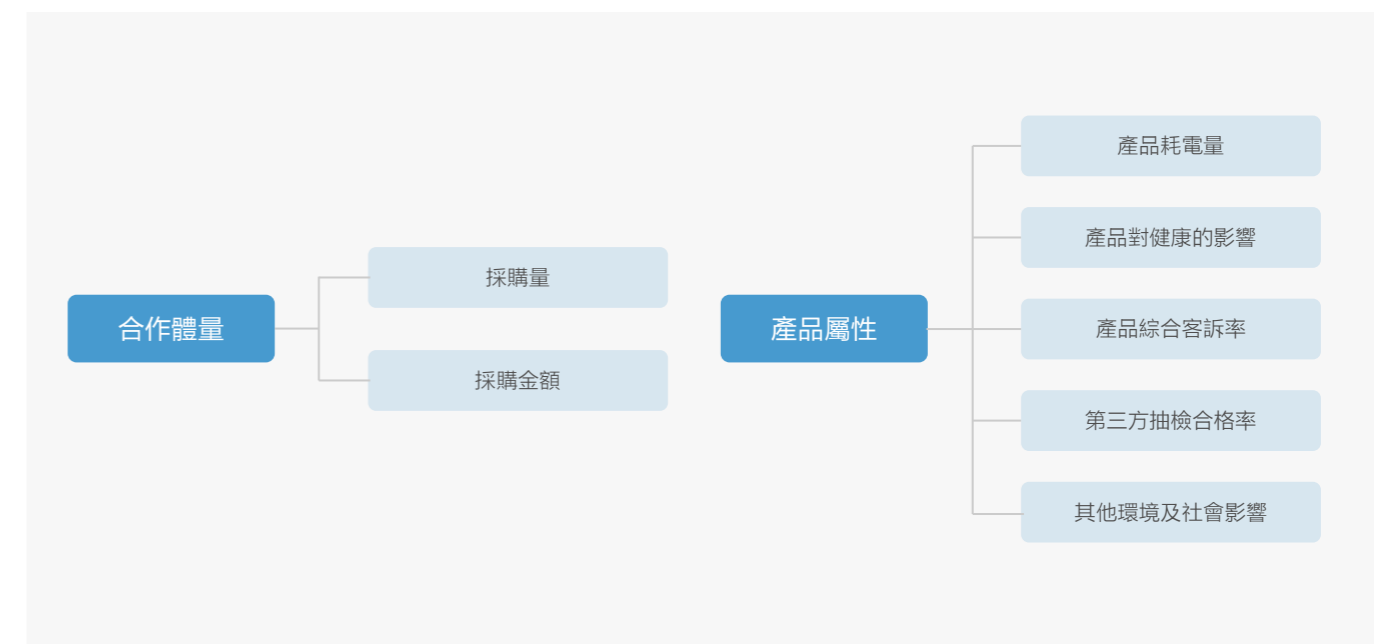 合作體量
採購量
採購金額
產品屬性
產品耗電量
產品對健康的影響
產品綜合客訴率
第三方抽檢合格率
其他環境及社會影響